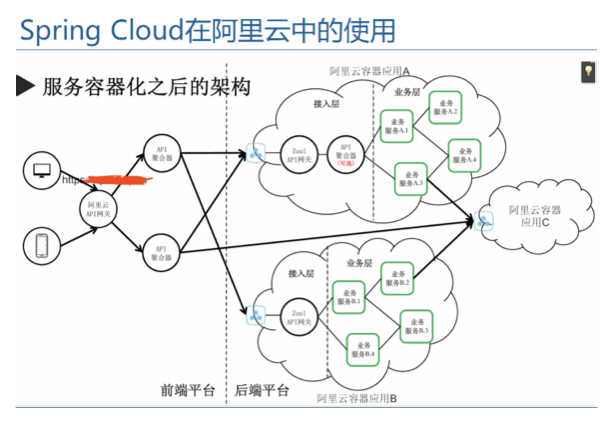 Spring Cloud在阿里云中的使用
服务容器化之后的架构
阿里云容器应用A
接入层
业务层
API
聚合器
https
阿里云
API网关
API
聚合器
Zuul
API网关
API
聚合器
(可选)
业务
服务A.1
业务
服务A.2
业务
服务A.3
业务
服务A.4
阿里云容器
应用C
接入层
业务层
Zuul
API网关
业务
服务B.1
业务
服务B.2
业务
服务B.3
业务
服务B.4
前端平台
后端平台
阿里云容器应用B